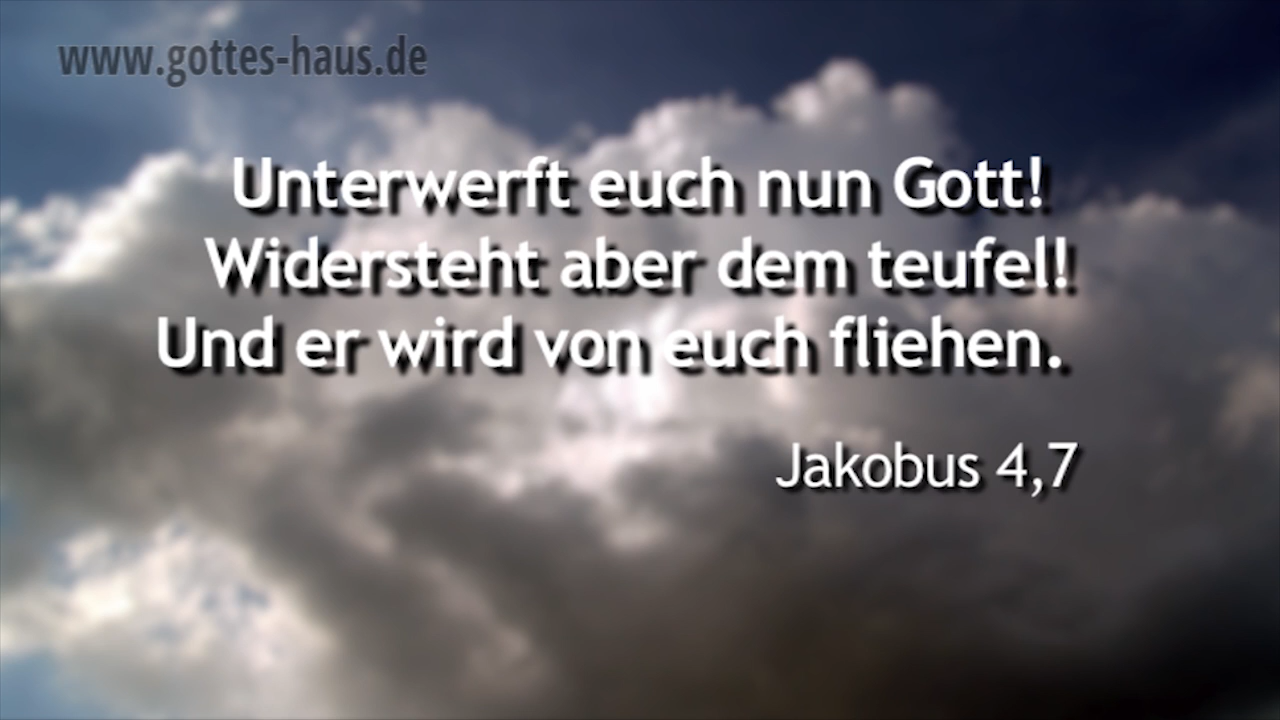 www.gottes-haus.de
Unterwerft euch nun Gott!
Widersteht aber dem teufel!
Und er wird von euch fliehen.
Jakobus 4,7